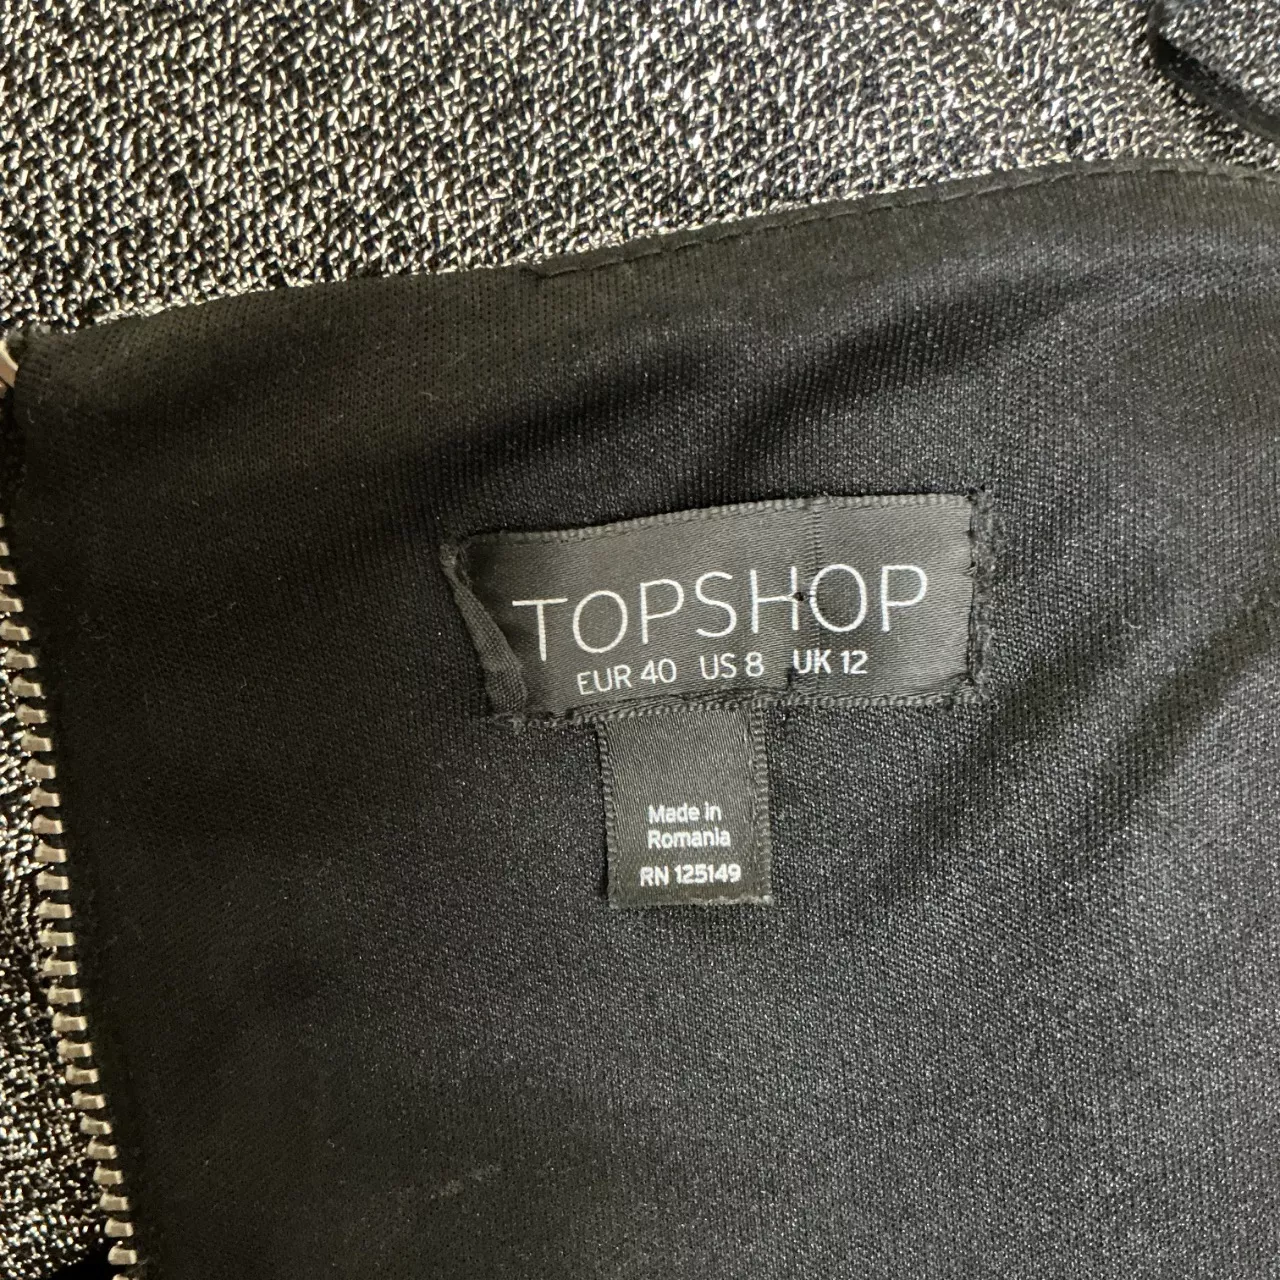 TOPSHOP
EUR 40 US 8 UK 12
Made in
Romania
RN 125149